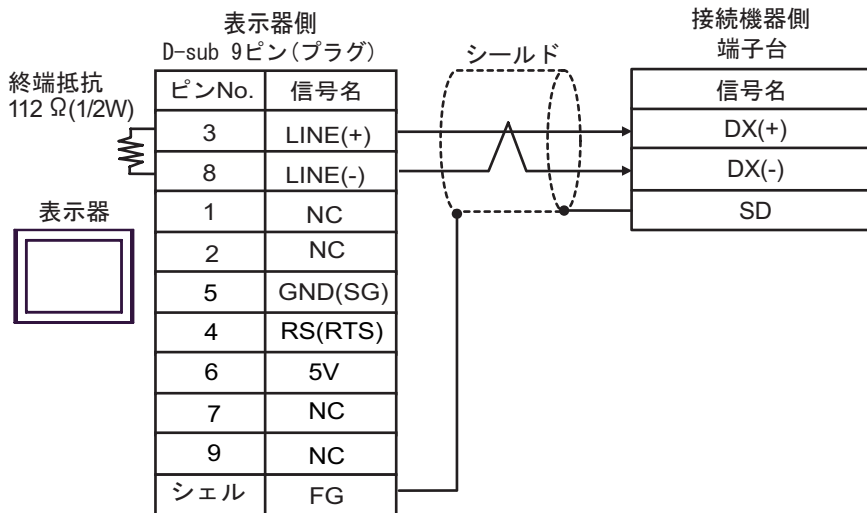 表示器側
D-sub 9ピン(プラグ)
接続機器側
端子台
シールド
終端抵抗
112 Ω(1/2W)
ピンNo. 信号名
3 LINE(+)
8 LINE(-)
1 NC
2 NC
5 GND(SG)
4 RS(RTS)
6 5V
7 NC
9 NC
シェル FG
表示器
信号名
DX(+)
DX(-)
SD